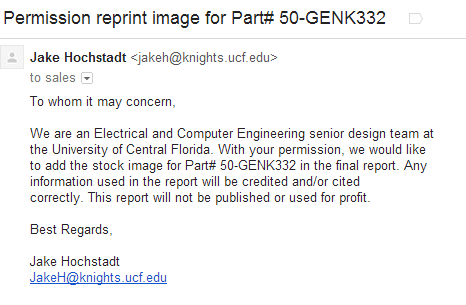 Permission reprint image for Part# 50-GENK332
Jake Hochstadt <jakeh@knights.ucf.edu>
to sales
To whom it may concern,
We are an Electrical and Computer Engineering senior design team at
the University of Central Florida. With your permission, we would like
to add the stock image for Part# 50-GENK332 in the final report. Any
information used in the report will be credited and/or cited
correctly. This report will not be published or used for profit.
Best Regards,
Jake Hochstadt
JakeH@knights.ucf.edu